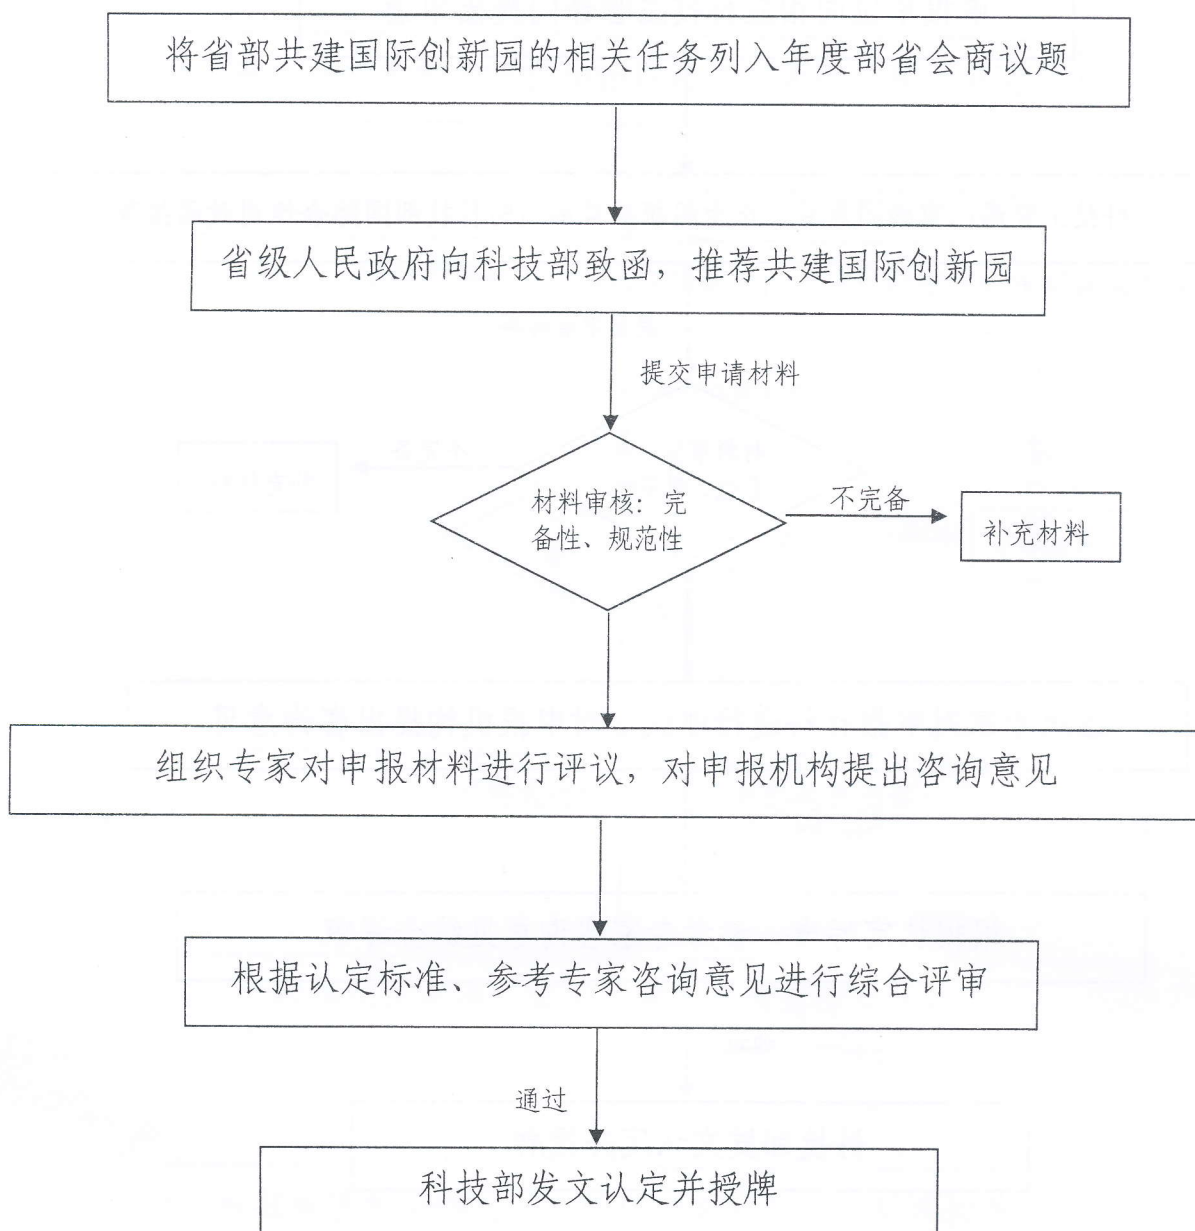 将省部共建国际创新园的相关任务列入年度部省会商议题
省级人民政府向科技部致函，推荐共建国际创新园
提交申请材料
材料审核：完
备性、规范性
不完备
补充材料
组织专家对申报材料进行评议，对申报机构提出咨询意见
根据认定标准、参考专家咨询意见进行综合评审
通过
科技部发文认定并授牌